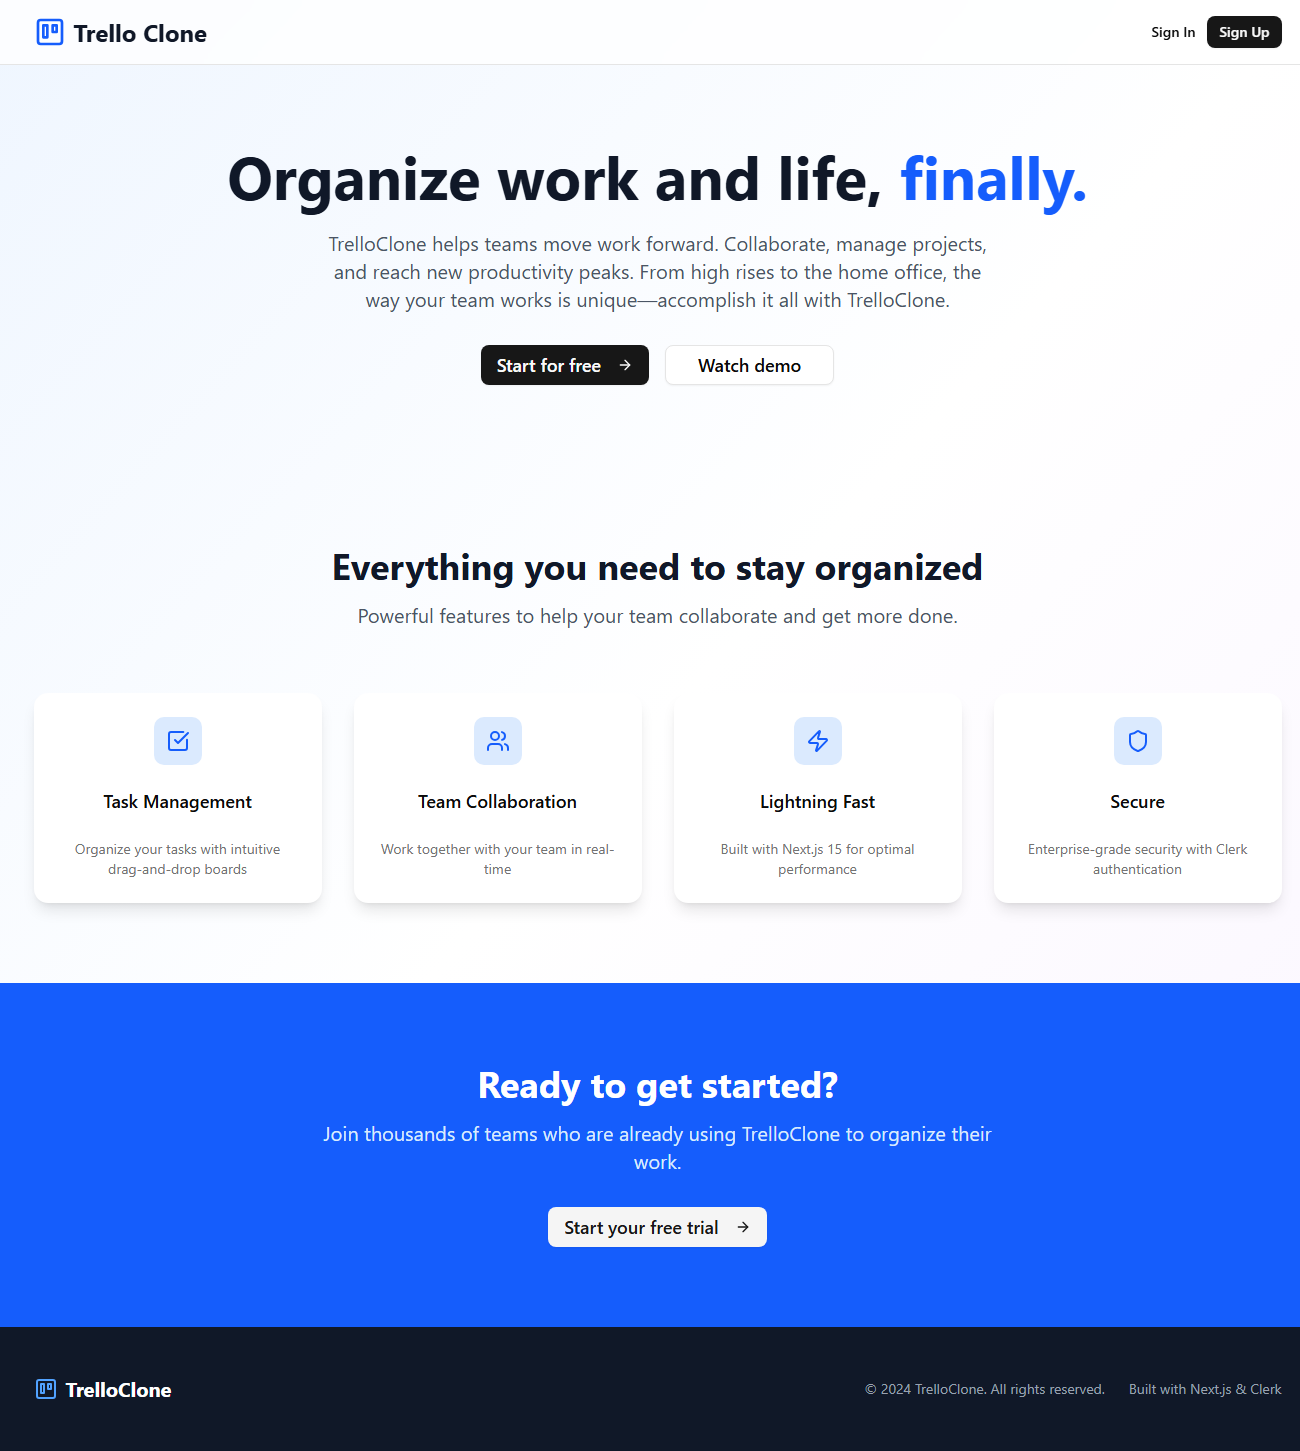 Trello Clone
Sign In
Sign Up
Organize work and life, finally.
TrelloClone helps teams move work forward. Collaborate, manage projects,
and reach new productivity peaks. From high rises to the home office, the
way your team works is unique—accomplish it all with TrelloClone.
Start for free
Watch demo
Everything you need to stay organized
Powerful features to help your team collaborate and get more done.
Task Management
Organize your tasks with intuitive
drag-and-drop boards
Team Collaboration
Work together with your team in real-
time
Lightning Fast
Built with Next.js 15 for optimal
performance
Secure
Enterprise-grade security with Clerk
authentication
Ready to get started?
Join thousands of teams who are already using TrelloClone to organize their
work.
Start your free trial
TrelloClone
© 2024 TrelloClone. All rights reserved.
Built with Next.js & Clerk